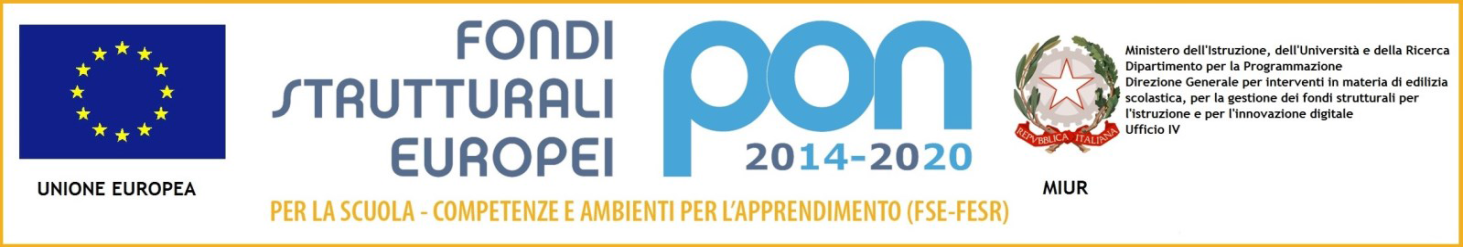 UNIONE EUROPEA
FONDI
STRUTTURALI
EUROPEI
pon
2014-2020
PER LA SCUOLA - COMPETENZE E AMBIENTI PER L'APPRENDIMENTO (FSE-FESR)
REPVBBLICA ITALIANA
Ministero dell'Istruzione, dell'Università e della Ricerca
Dipartimento per la Programmazione
Direzione Generale per interventi in materia di edilizia
scolastica, per la gestione dei fondi strutturali per
l'istruzione e per l'innovazione digitale
Ufficio IV
MIUR